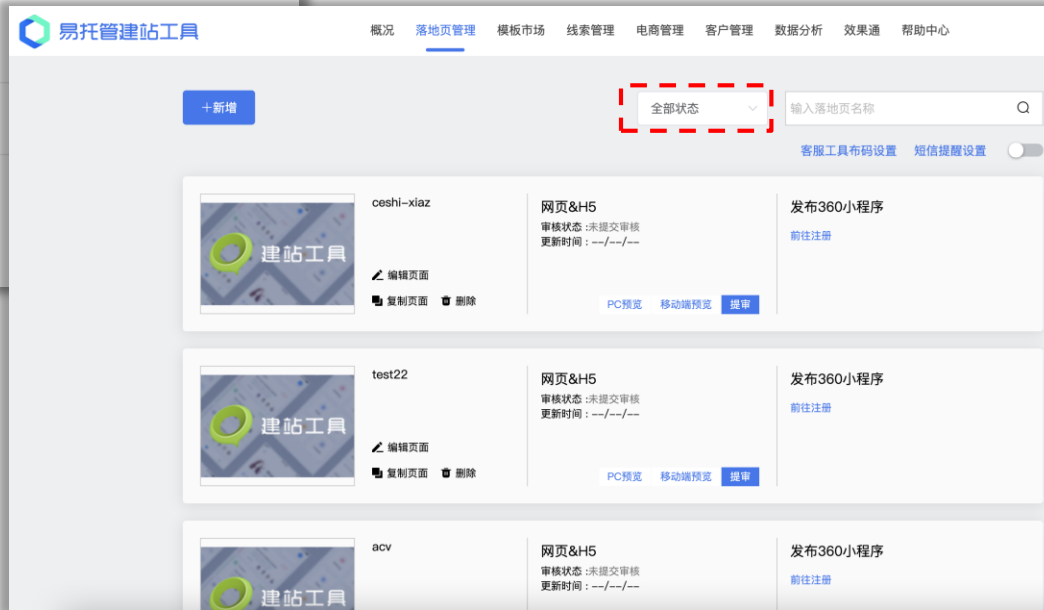 易托管建站工具
概况 落地页管理 模板市场 线索管理 电商管理 客户管理 数据分析 效果通 帮助中心
+新增
全部状态
输入落地页名称
客服工具布码设置 短信提醒设置
建站工具
ceshi-xiaz
编辑页面
复制页面 删除
网页&H5
审核状态 :未提交审核
更新时间 : --/--/--
PC预览 移动端预览 提审
发布360小程序
前往注册
建站工具
test22
编辑页面
复制页面 删除
网页&H5
审核状态 :未提交审核
更新时间 : --/--/--
PC预览 移动端预览 提审
发布360小程序
前往注册
建站工具
acv
网页&H5
审核状态 :未提交审核
更新时间 : --/--/--
发布360小程序
前往注册